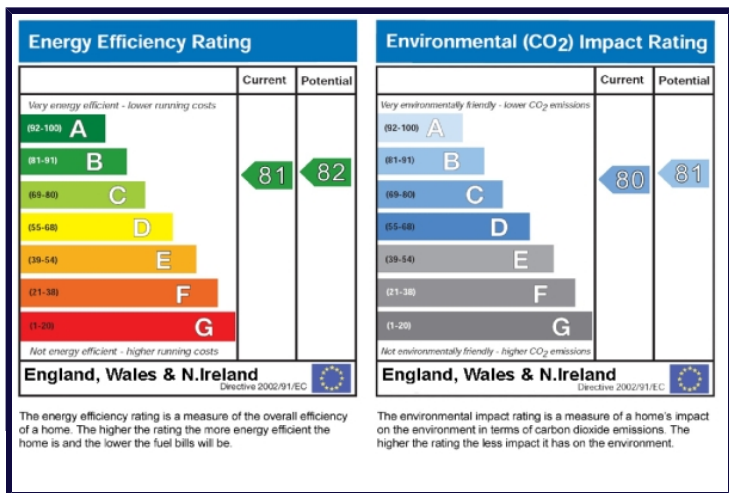 Energy Efficiency Rating
Current Potential
Very energy efficient - lower running costs
(92-100) A
(81-91) B
(69-80) C
(55-68) D
(39-54) E
(21-38) F
(1-20) G
81 82
Not energy efficient - higher running costs
England, Wales & N.Ireland
Directive 2002/91/EC
The energy efficiency rating is a measure of the overall efficiency
of a home. The higher the rating the more energy efficient the
home is and the lower the fuel bills will be.
Environmental (CO2) Impact Rating
Current Potential
Very environmentally friendly - lower CO2 emissions
(92-100) A
(81-91) B
(69-80) C
(55-68) D
(39-54) E
(21-38) F
(1-20) G
80 81
Not environmentally friendly - higher CO2 emissions
England, Wales & N.Ireland
Directive 2002/91/EC
The environmental impact rating is a measure of a home's impact
on the environment in terms of carbon dioxide emissions. The
higher the rating the less impact it has on the environment.